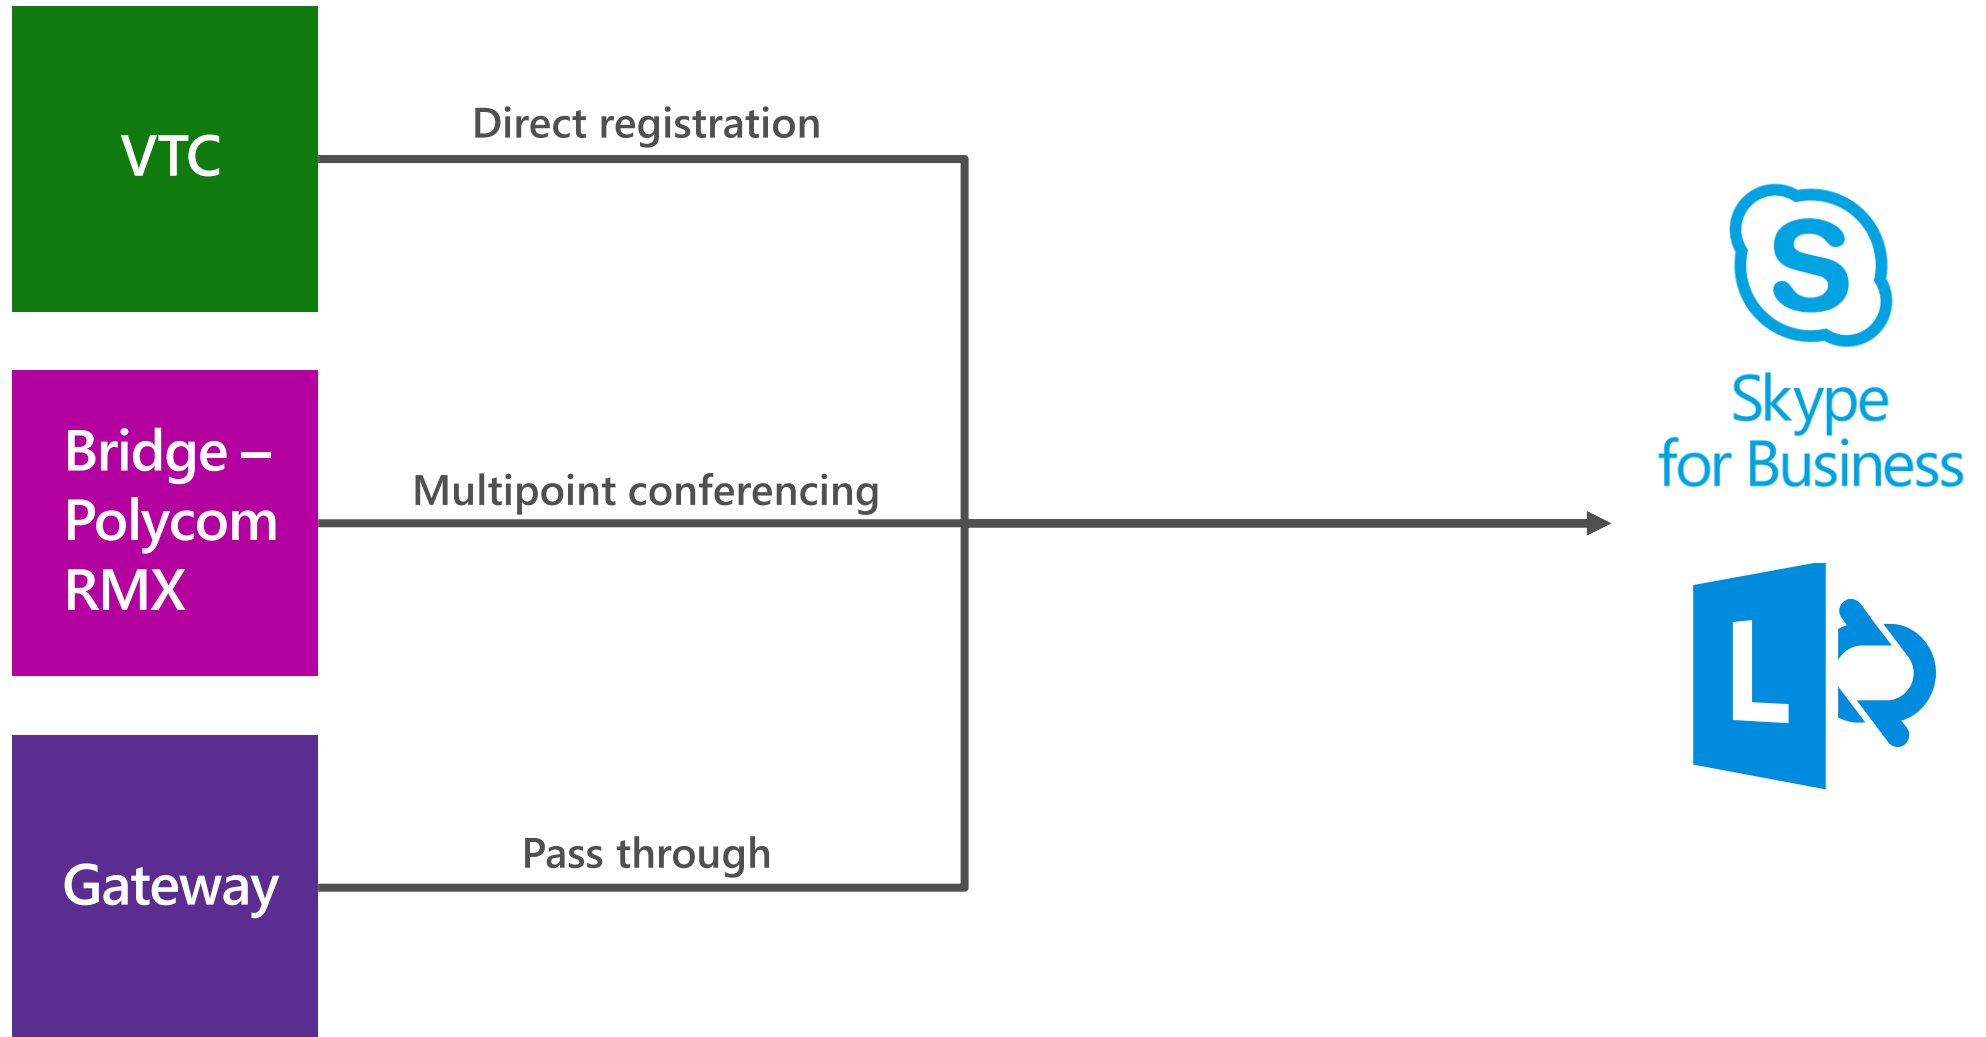 VTC
Direct registration
Bridge –
Polycom
RMX
Multipoint conferencing
Gateway
Pass through
S
Skype
for Business
L